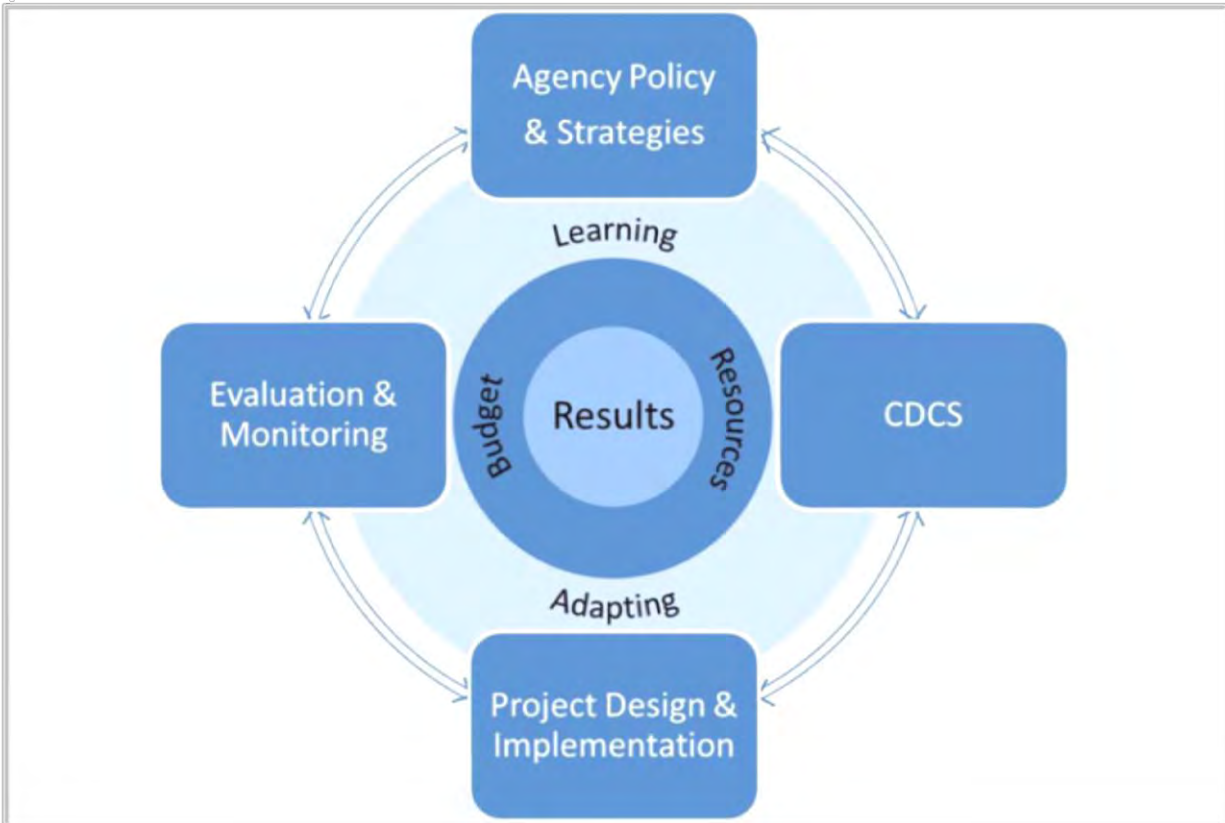 Agency Policy
& Strategies
Learning
Evaluation &
Monitoring
Budget
Results
Resources
CDCS
Adapting
Project Design &
Implementation